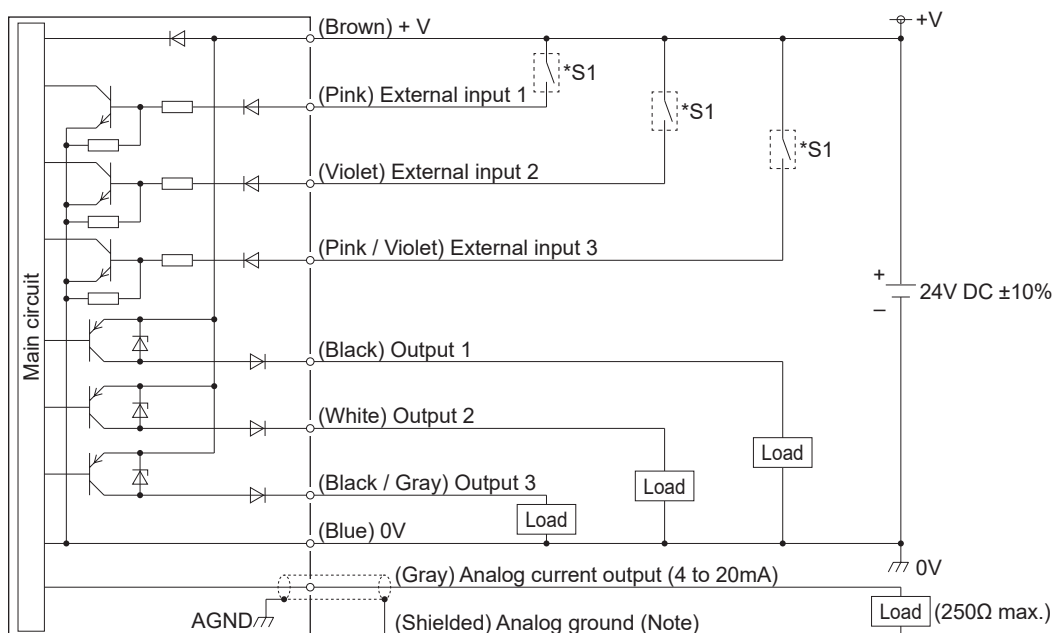 (Brown) + V
+V
*S1
(Pink) External input 1
*S1
*S1
(Violet) External input 2
(Pink / Violet) External input 3
Main circuit
+
24V DC ±10%
–
(Black) Output 1
(White) Output 2
Load
(Black / Gray) Output 3
Load
Load
(Blue) 0V
0V
(Gray) Analog current output (4 to 20mA)
AGND
(Shielded) Analog ground (Note)
Load
(250Ω max.)